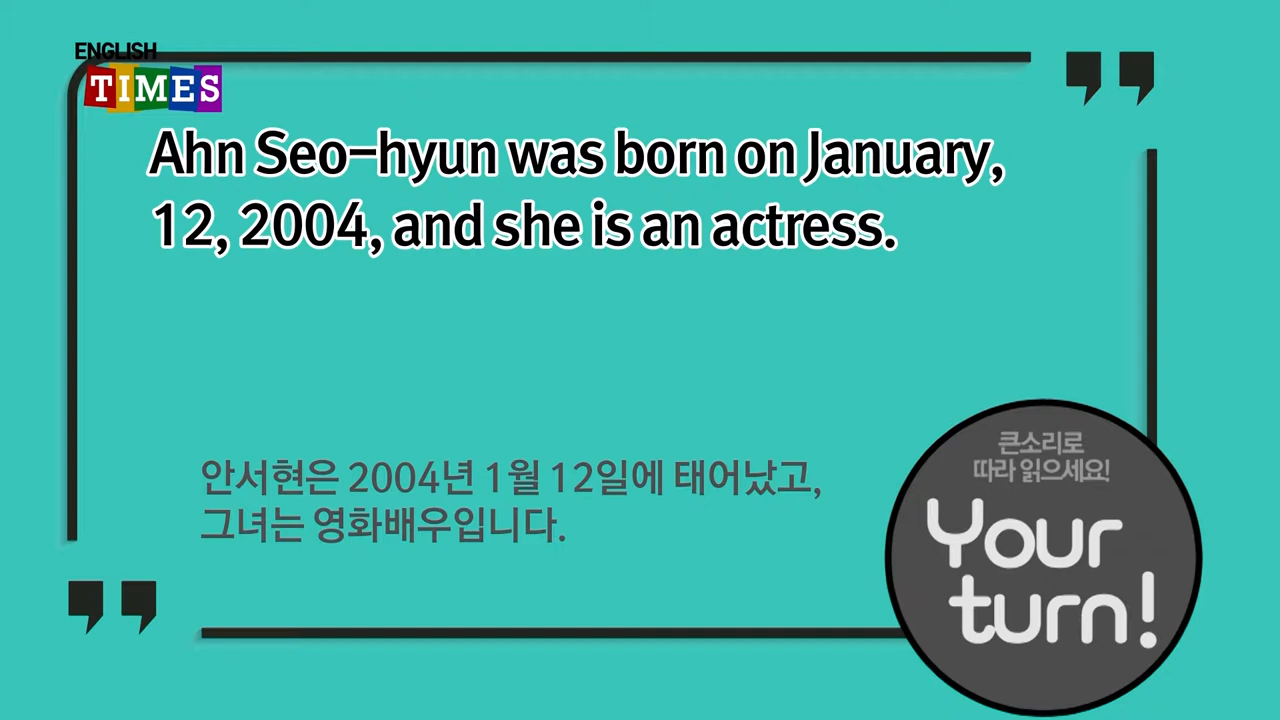 ENGLISH
TIMES
Ahn Seo-hyun was born on January,
12, 2004, and she is an actress.
안서현은 2004년 1월 12일에 태어났고,
그녀는 영화배우입니다.
큰소리로
따라 읽으세요!
Your
turn!